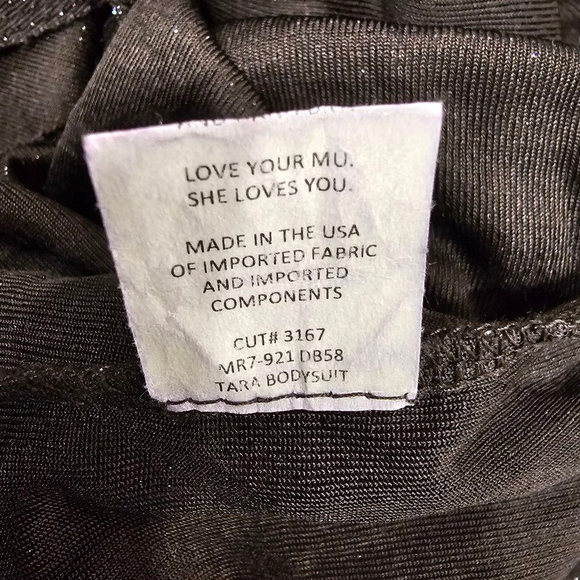 LOVE YOUR MU.
SHE LOVES YOU.
MADE IN THE USA
OF IMPORTED FABRIC
AND IMPORTED
COMPONENTS
CUT# 3167
MR7-921 DB58
TARA BODYSUIT